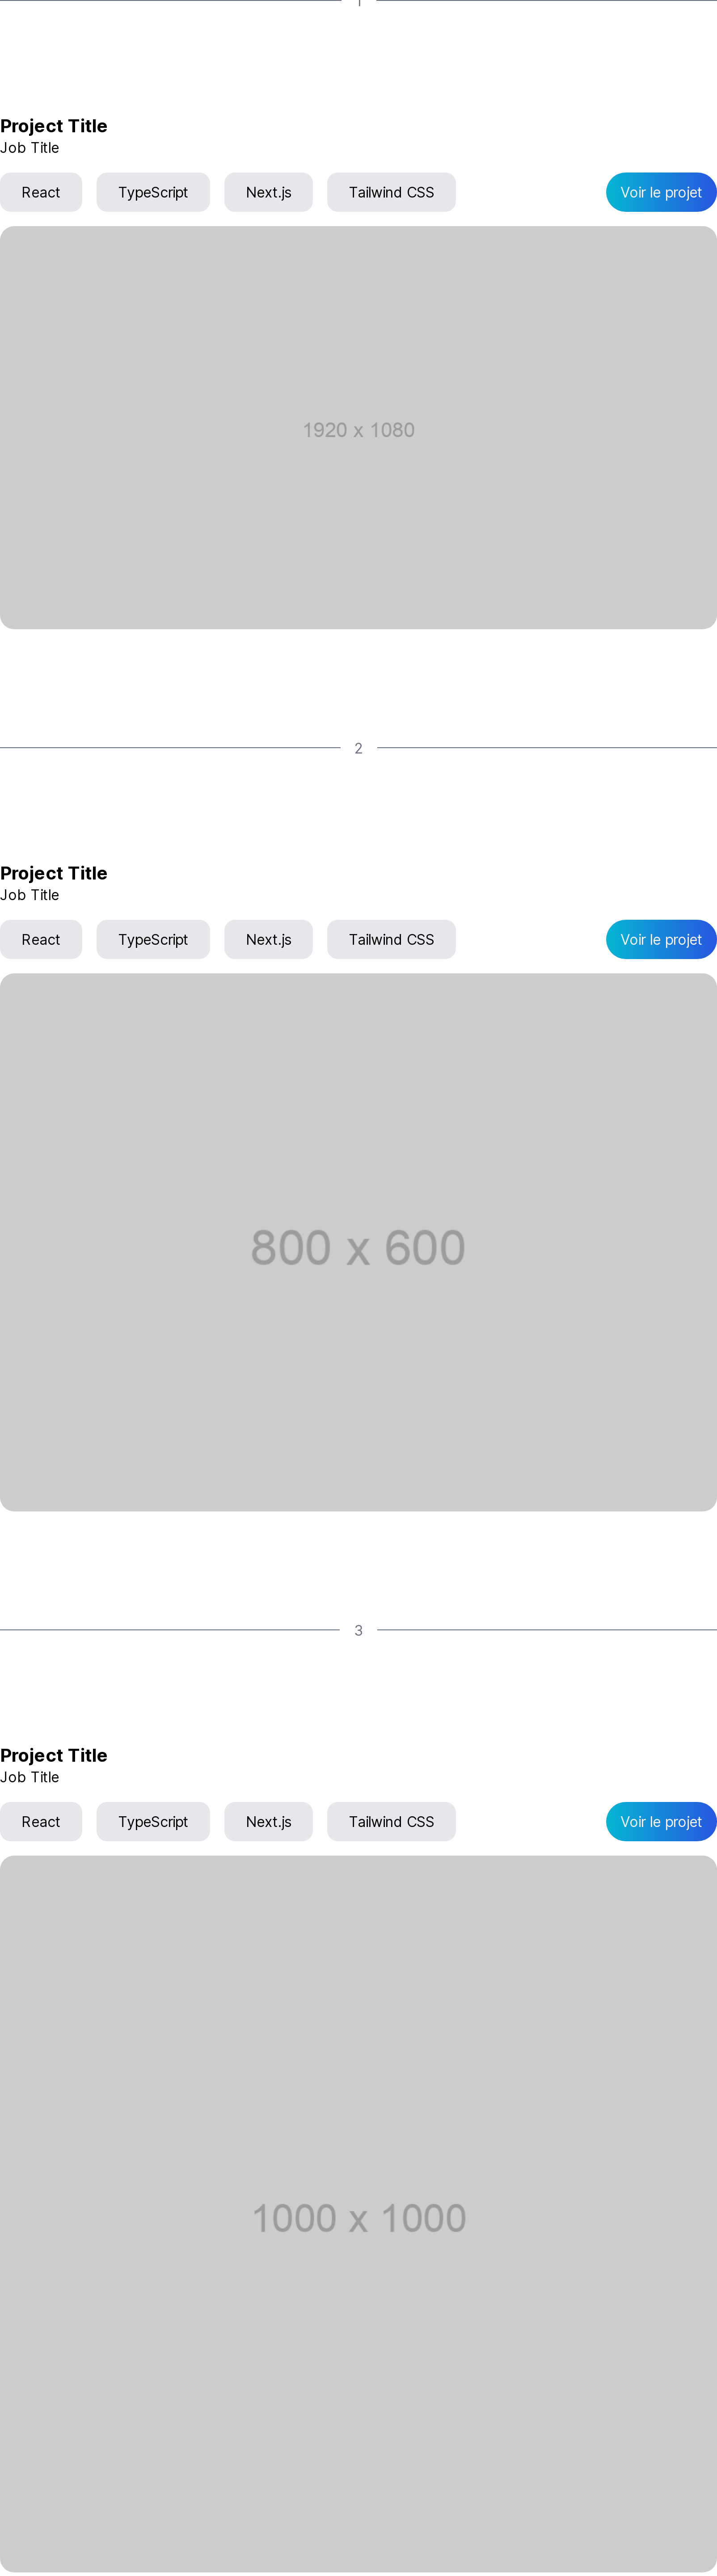 1
Project Title
Job Title
React TypeScript Next.js Tailwind CSS Voir le projet
1920 x 1080
2
Project Title
Job Title
React TypeScript Next.js Tailwind CSS Voir le projet
800 x 600
3
Project Title
Job Title
React TypeScript Next.js Tailwind CSS Voir le projet
1000 x 1000